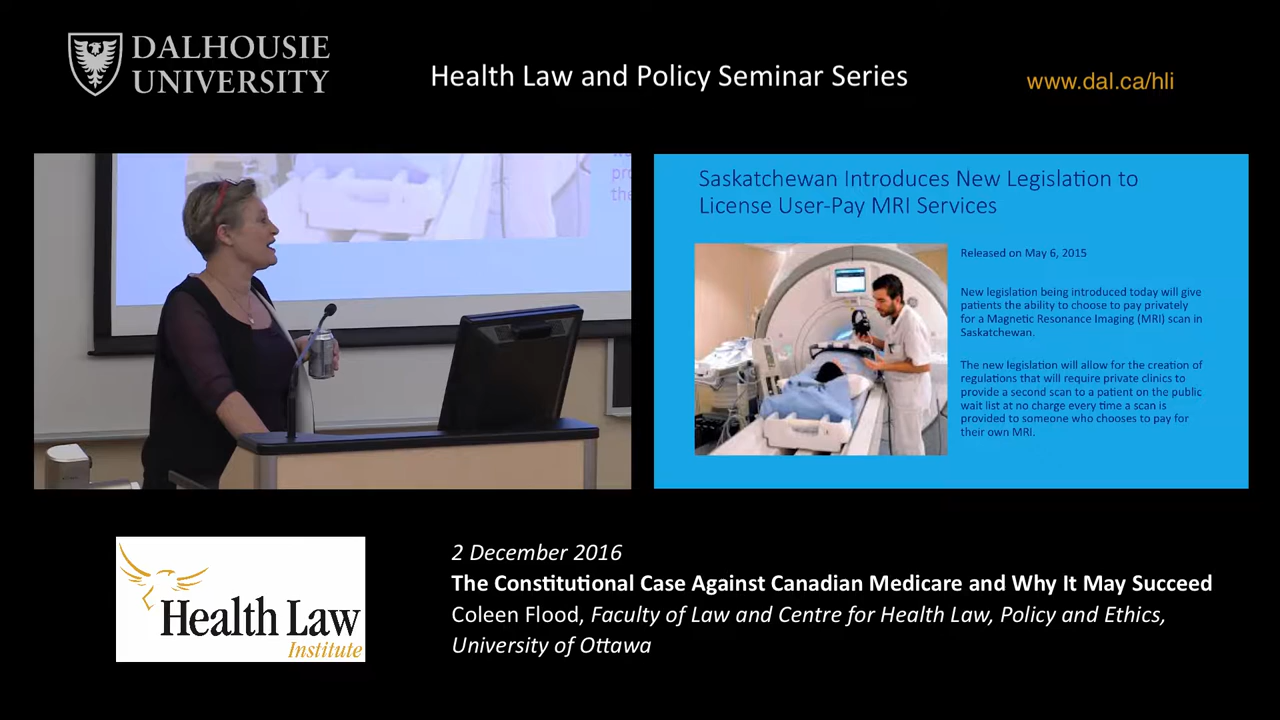 DALHOUSIE
UNIVERSITY
Health Law and Policy Seminar Series
www.dal.ca/hli
pro
the
Saskatchewan Introduces New Legislation to
License User-Pay MRI Services
Released on May 6, 2015
New legislation being introduced today will give
patients the ability to choose to pay privately
for a Magnetic Resonance Imaging (MRI) scan in
Saskatchewan.
The new legislation will allow for the creation of
regulations that will require private clinics to
provide a second scan to a patient on the public
wait list at no charge every time a scan is
provided to someone who chooses to pay for
their own MRI.
Health Law
Institute
2 December 2016
The Constitutional Case Against Canadian Medicare and Why It May Succeed
Coleen Flood, Faculty of Law and Centre for Health Law, Policy and Ethics,
University of Ottawa